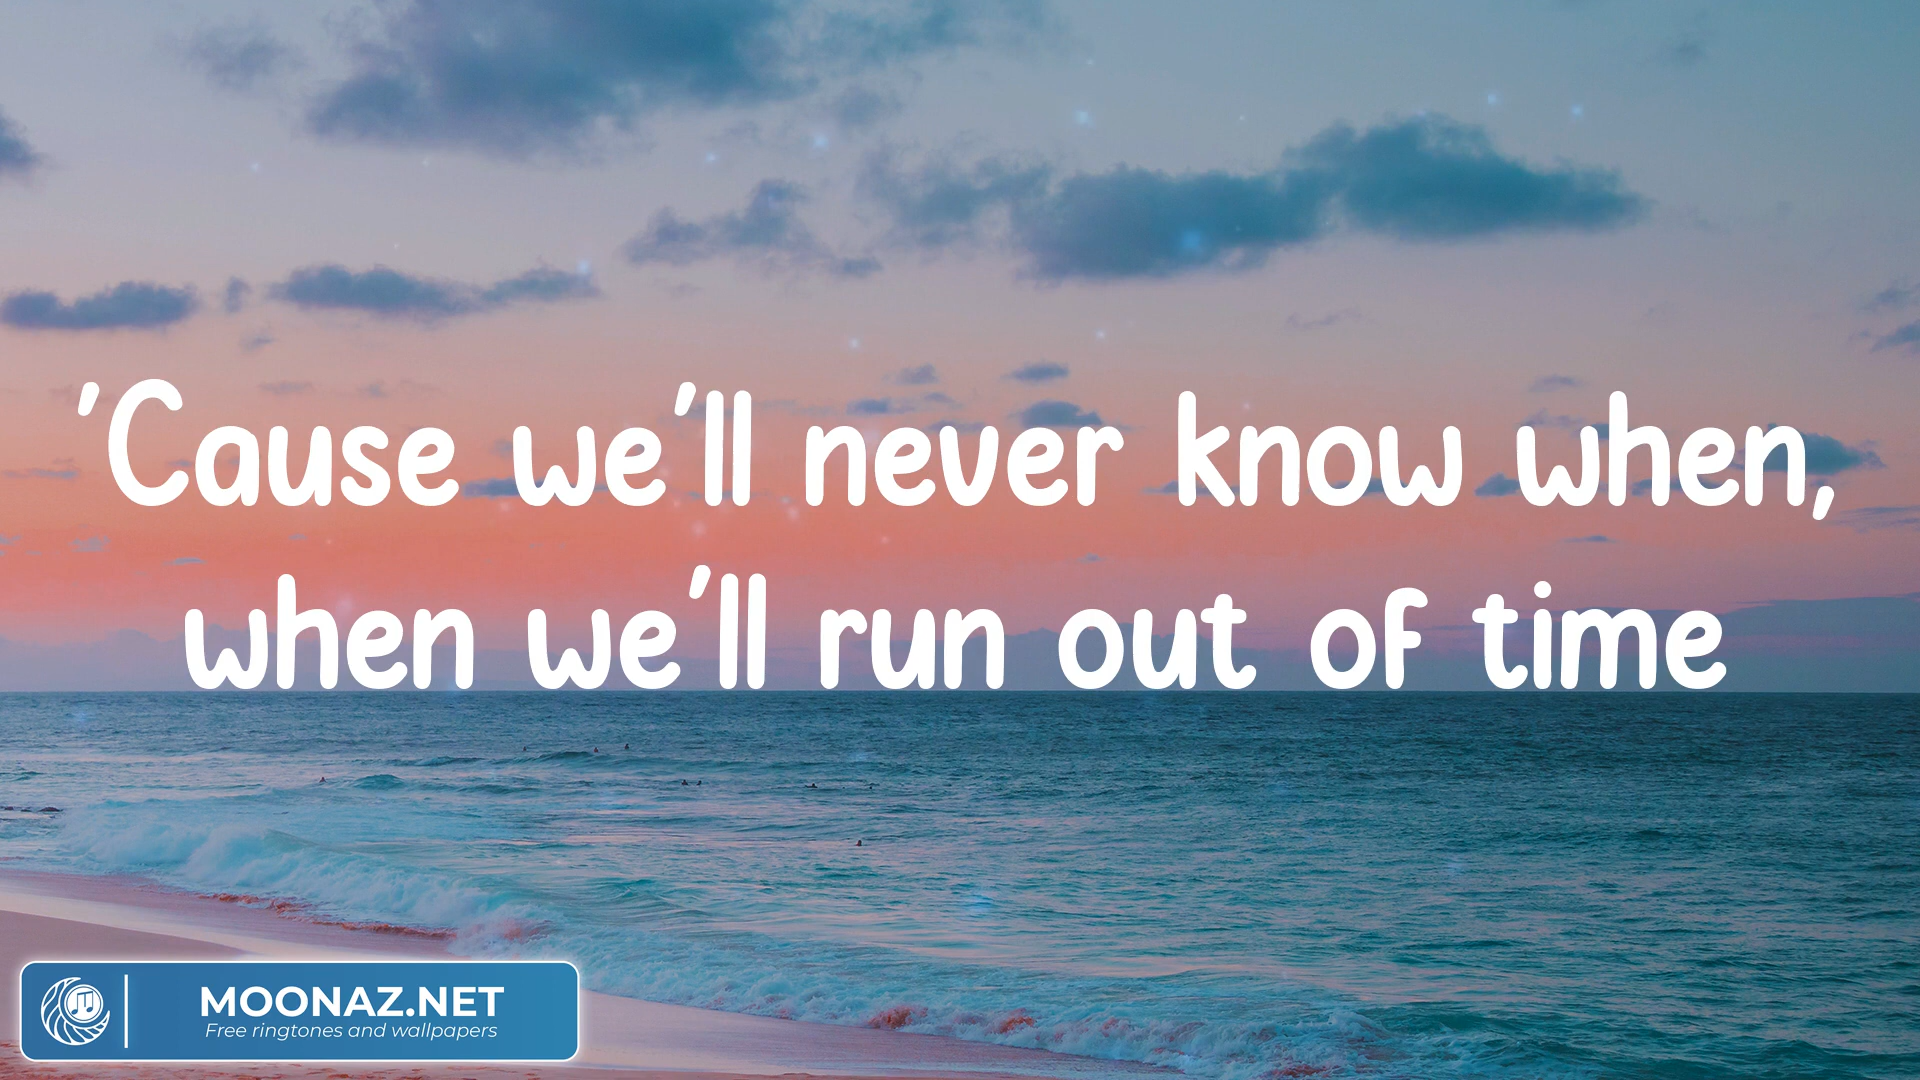 'Cause we'll never know when,
when we'll run out of time
MOONAZ.NET
Free ringtones and wallpapers